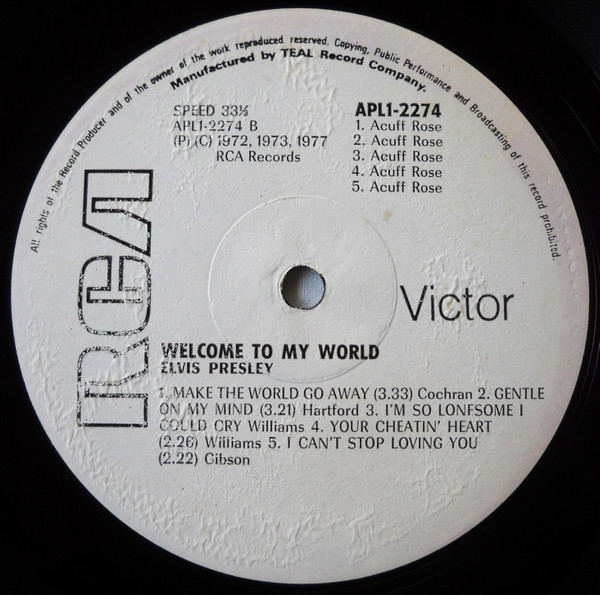 All rights of the Record Producer and of the owner of the work reproduced reserved. Copying, Public Performance and Broadcasting of this record prohibited.
Manufactured by TEAL Record Company.
SPEED 33⅓
APL1-2274 B
(P) (C) 1972, 1973, 1977
RCA Records
APL1-2274
1. Acuff Rose
2. Acuff Rose
3. Acuff Rose
4. Acuff Rose
5. Acuff Rose
RCA
Victor
WELCOME TO MY WORLD
ELVIS PRESLEY
1. MAKE THE WORLD GO AWAY (3.33) Cochran 2. GENTLE
ON MY MIND (3.21) Hartford 3. I'M SO LONFSOME I
COULD CRY Williams 4. YOUR CHEATIN' HEART
(2.26) Williams 5. I CAN'T STOP LOVING YOU
(2.22) Gibson